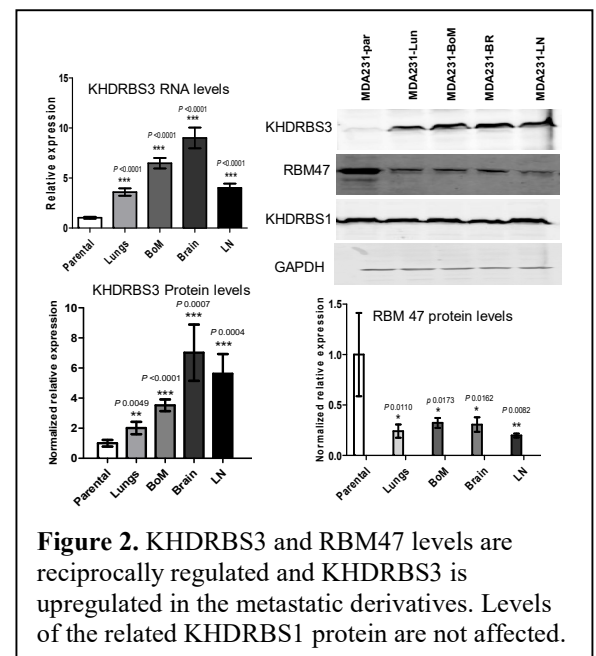 KHDRBS3 RNA levels
Relative expression
15
10
5
0
P <0.0001
***
P <0.0001
***
P <0.0001
***
P <0.0001
***
Parental
Lungs
BoM
Brain
LN
MDA231-par
MDA231-Lun
MDA231-BoM
MDA231-BR
MDA231-LN
KHDRBS3
RBM47
KHDRBS1
GAPDH
KHDRBS3 Protein levels
Normalized relative expression
10
8
6
4
2
0
P 0.0049
**
P <0.0001
***
P 0.0007
***
P 0.0004
***
Parental
Lungs
BoM
Brain
LN
RBM 47 protein levels
Normalized relative expression
1.5
1.0
0.5
0.0
P 0.0110
*
p 0.0173
*
P 0.0162
*
P 0.0082
**
Parental
Lungs
BoM
Brain
LN
Figure 2. KHDRBS3 and RBM47 levels are
reciprocally regulated and KHDRBS3 is
upregulated in the metastatic derivatives. Levels
of the related KHDRBS1 protein are not affected.